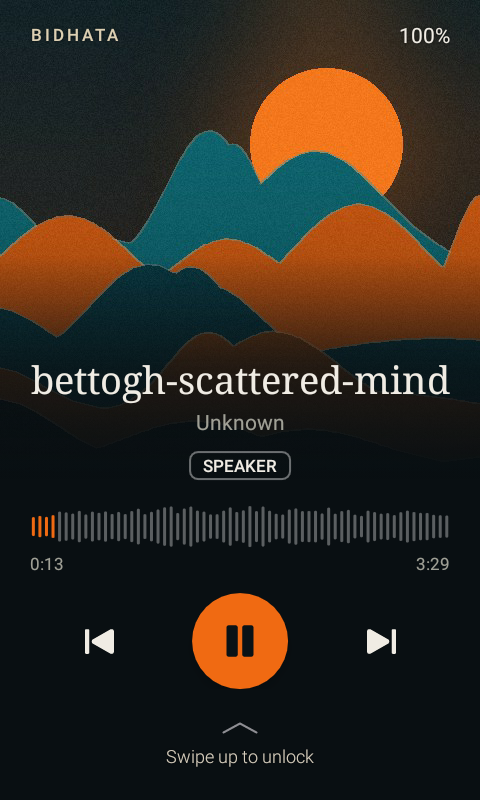 BIDHATA
100%
bettogh-scattered-mind
Unknown
SPEAKER
0:13
3:29
Swipe up to unlock